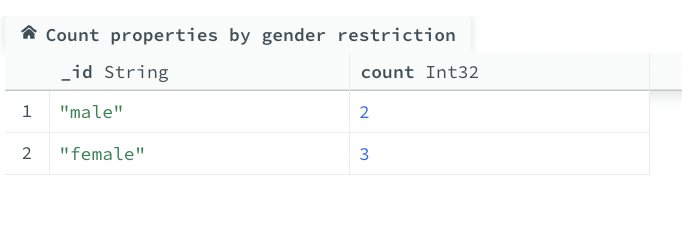 Count properties by gender restriction
_id String count Int32
1 "male" 2
2 "female" 3